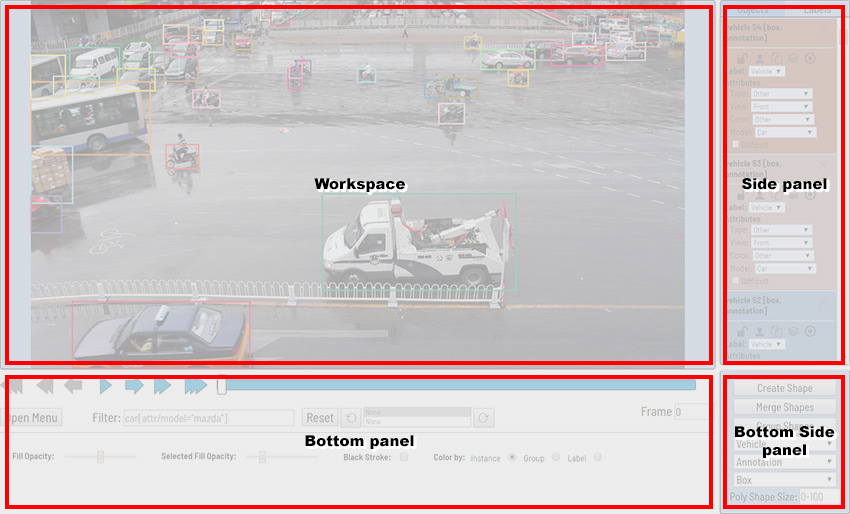 Objects Labels
vehicle 54 [box,
annotation]
Label: Vehicle
Attributes
Type: Other
View: Front
Color: Other
Model: Car
Difficult
vehicle 53 [box,
annotation]
Workspace
Side panel
Label: Vehicle
Attributes
Type: Other
View: Front
Color: Other
Model: Car
Difficult
公安
vehicle 52 [box,
annotation]
Label: Vehicle
Attributes
Open Menu
Filter: car[attr/model="mazda"]
Reset
None
None
Frame 0
Bottom panel
Fill Opacity:
Selected Fill Opacity:
Black Stroke:
Color by: Instance Group Label
Create Shape
Merge Shapes
Group Shapes
Bottom Side
panel
Vehicle
Annotation
Box
Poly Shape Size: 0-100